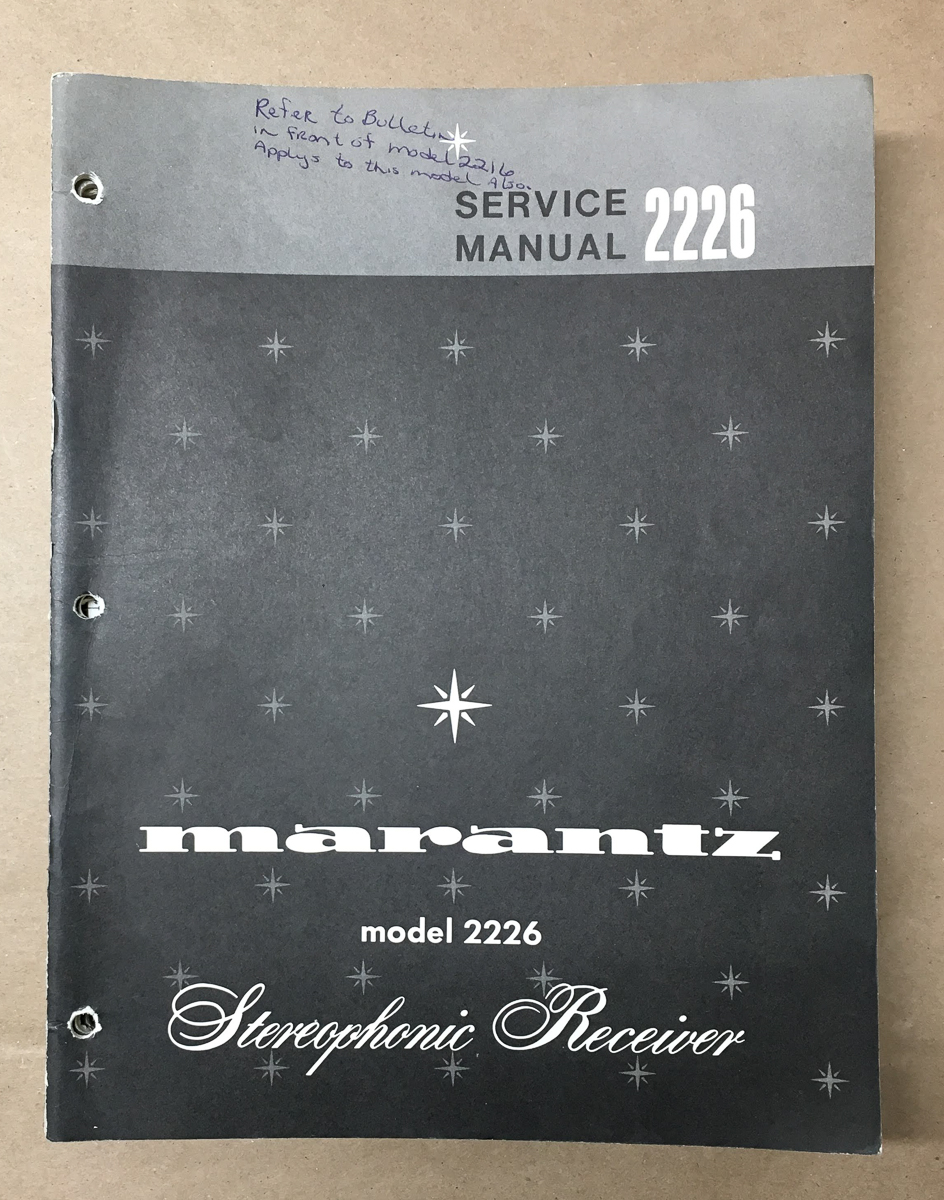 Refer to Bulletin
in front of model 2216
Applys to this model Also.
SERVICE
MANUAL 2226
marantz
model 2226
Stereophonic Receiver